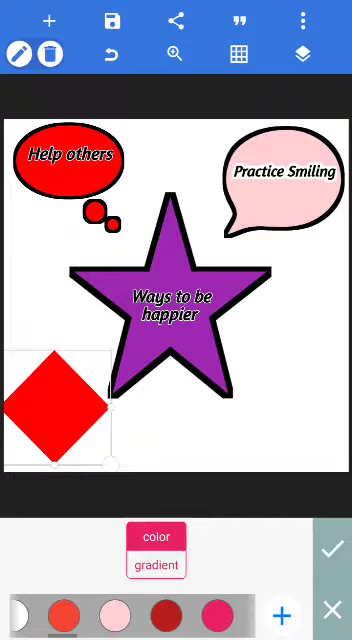 Help others
Practice Smiling
Ways to be
happier
color
gradient